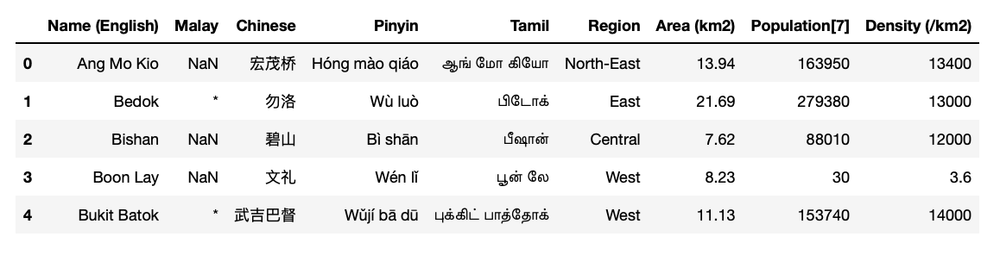 Name (English) Malay Chinese Pinyin Tamil Region Area (km2) Population[7] Density (/km2)
0 Ang Mo Kio NaN 宏茂桥 Hóng mào qiáo ஆங் மோ கியோ North-East 13.94 163950 13400
1 Bedok * 勿洛 Wù luò பிடோக் East 21.69 279380 13000
2 Bishan NaN 碧山 Bì shān பீஷான் Central 7.62 88010 12000
3 Boon Lay NaN 文礼 Wén lǐ பூன் லே West 8.23 30 3.6
4 Bukit Batok * 武吉巴督 Wǔjí bā dū புக்கிட் பாத்தோக் West 11.13 153740 14000